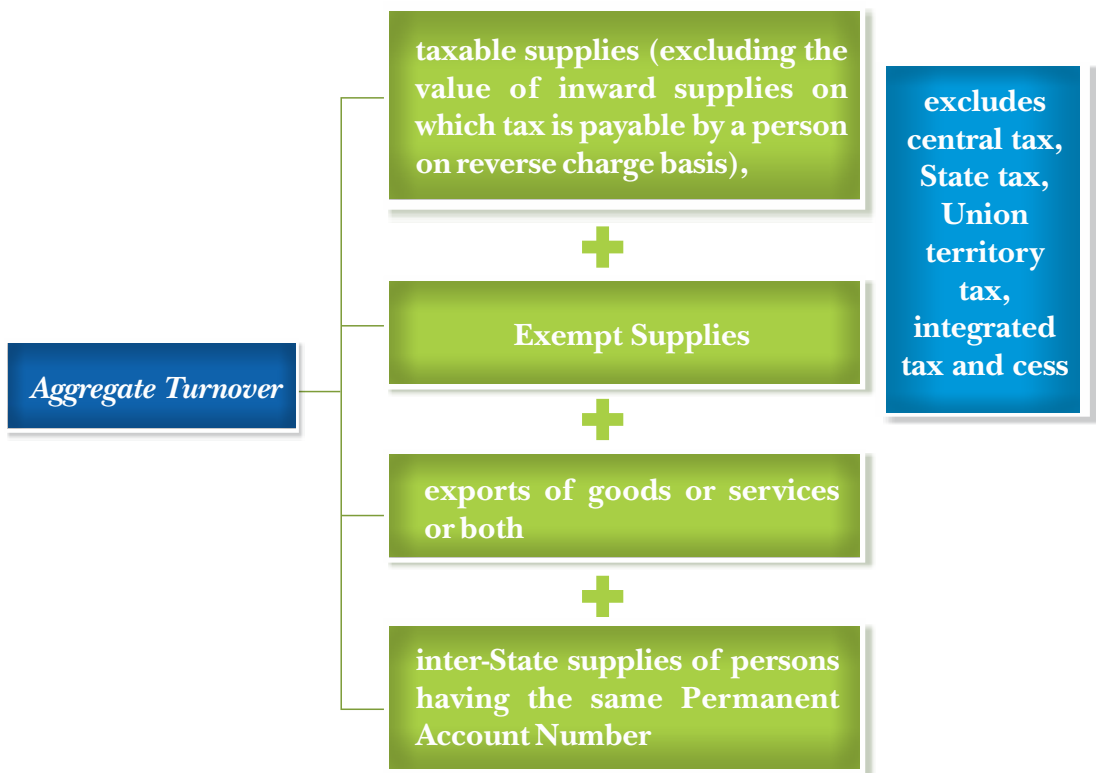 taxable supplies (excluding the
value of inward supplies on
which tax is payable by a person
on reverse charge basis),
excludes
central tax,
State tax,
Union
territory
tax,
integrated
tax and cess
Exempt Supplies
Aggregate Turnover
exports of goods or services
or both
inter-State supplies of persons
having the same Permanent
Account Number